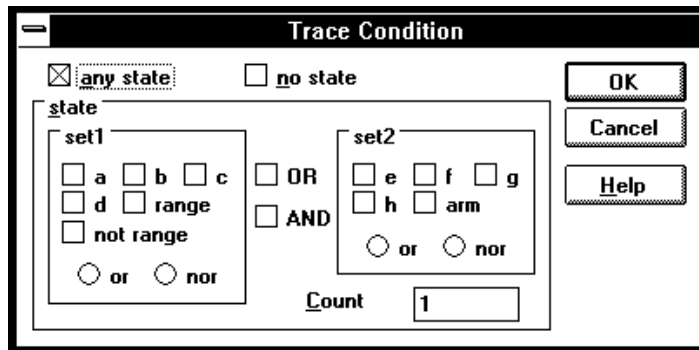 Trace Condition
any state no state
OK
state
Cancel
set1
set2
a b c OR e f g
Help
d range AND h arm
not range
or nor or nor
Count 1